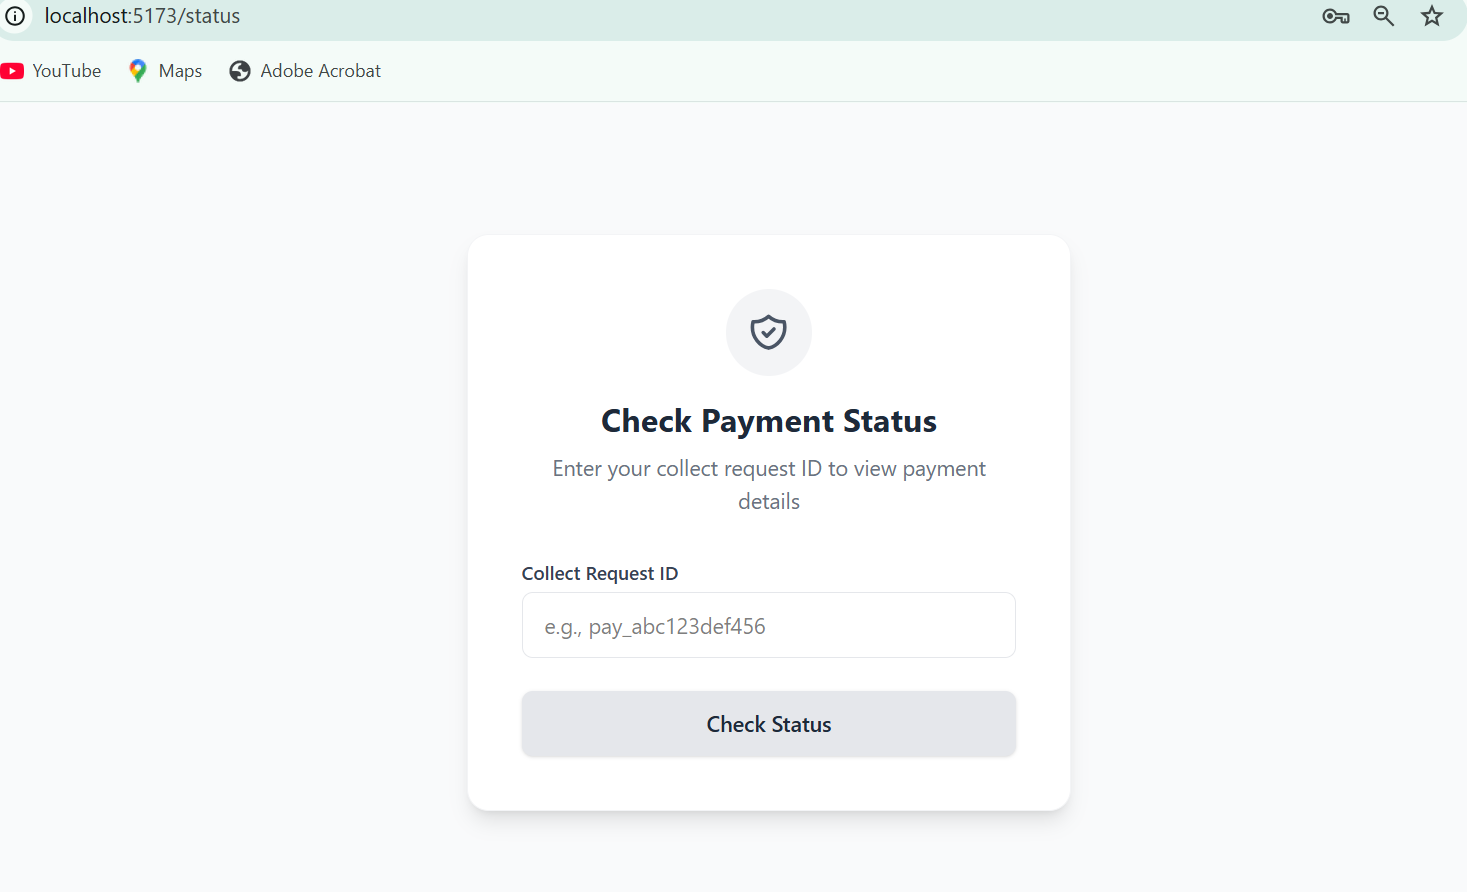 localhost:5173/status
YouTube Maps Adobe Acrobat
Check Payment Status
Enter your collect request ID to view payment
details
Collect Request ID
e.g., pay_abc123def456
Check Status